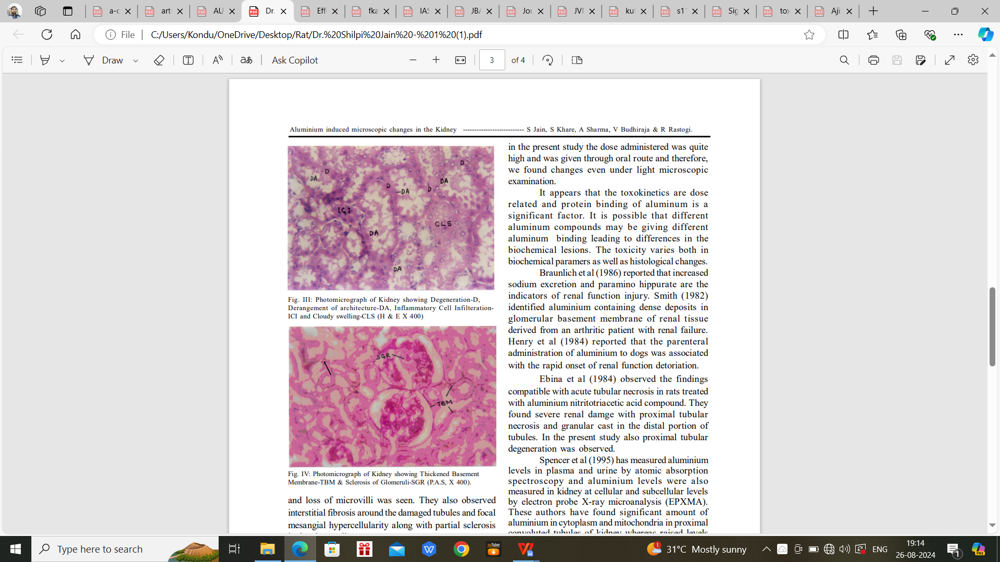 a-c
arti
AU
Dr.
Eff
fka
IAS
JBA
Jou
JVI
kuf
s1
Sig
tox
Aji
File
C:/Users/Kondu/OneDrive/Desktop/Rat/Dr.%20Shilpi%20Jain%20-%201%20(1).pdf
Draw
Ask Copilot
3
of 4
Aluminium induced microscopic changes in the Kidney --------------------------- S Jain, S Khare, A Sharma, V Budhiraja & R Rastogi.
D
D
DA
DA
D
D
DA
ICI
CLS
DA
DA
Fig. III: Photomicrograph of Kidney showing Degeneration-D,
Derangement of architecture-DA, Inflammatory Cell Infilteration-
ICI and Cloudy swelling-CLS (H & E X 400)
SGR
TBM
Fig. IV: Photomicrograph of Kidney showing Thickened Basement
Membrane-TBM & Sclerosis of Glomeruli-SGR (P.A.S, X 400).
and loss of microvilli was seen. They also observed
interstitial fibrosis around the damaged tubules and focal
mesangial hypercellularity along with partial sclerosis
in the present study the dose administered was quite
high and was given through oral route and therefore,
we found changes even under light microscopic
examination.
It appears that the toxokinetics are dose
related and protein binding of aluminum is a
significant factor. It is possible that different
aluminum compounds may be giving different
aluminum binding leading to differences in the
biochemical lesions. The toxicity varies both in
biochemical paramers as well as histological changes.
Braunlich et al (1986) reported that increased
sodium excretion and paramino hippurate are the
indicators of renal function injury. Smith (1982)
identified aluminium containing dense deposits in
glomerular basement membrane of renal tissue
derived from an arthritic patient with renal failure.
Henry et al (1984) reported that the parenteral
administration of aluminium to dogs was associated
with the rapid onset of renal function detoriation.
Ebina et al (1984) observed the findings
compatible with acute tubular necrosis in rats treated
with aluminium nitritotriacetic acid compound. They
found severe renal damge with proximal tubular
necrosis and granular cast in the distal portion of
tubules. In the present study also proximal tubular
degeneration was observed.
Spencer et al (1995) has measured aluminium
levels in plasma and urine by atomic absorption
spectroscopy and aluminium levels were also
measured in kidney at cellular and subcellular levels
by electron probe X-ray microanalysis (EPXMA).
These authors have found significant amount of
aluminium in cytoplasm and mitochondria in proximal
convoluted tubules of kidney whereas raised levels
Type here to search
31°C Mostly sunny
ENG
19:14
26-08-2024
1